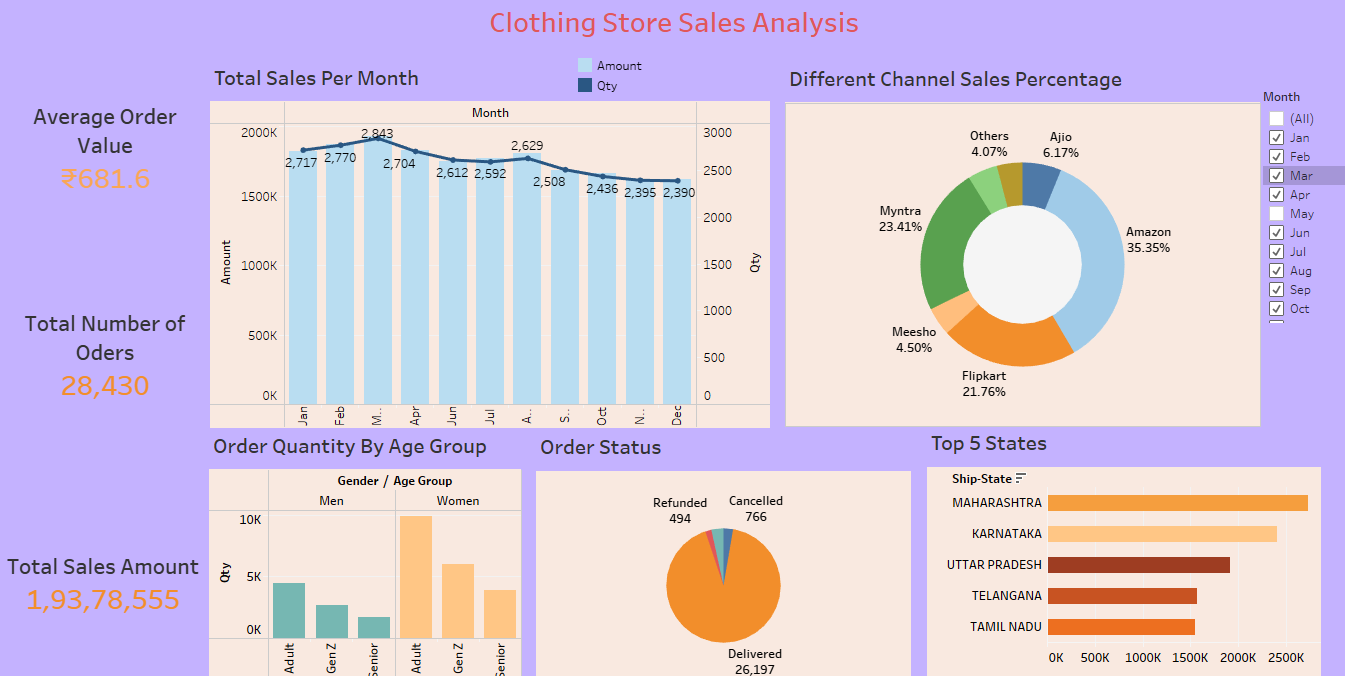 Clothing Store Sales Analysis
Average Order
Value
₹681.6
Total Number of
Oders
28,430
Total Sales Amount
1,93,78,555
Total Sales Per Month
Amount
Qty
Month
2000K
1500K
1000K
500K
0K
Amount
2,717
2,770
2,843
2,704
2,612
2,592
2,629
2,508
2,436
2,395
2,390
3000
2500
2000
1500
1000
500
0
Qty
Jan
Feb
M..
Apr
Jun
Jul
A..
S..
Oct
N..
Dec
Different Channel Sales Percentage
Others
4.07%
Ajio
6.17%
Myntra
23.41%
Amazon
35.35%
Meesho
4.50%
Flipkart
21.76%
Month
(All)
Jan
Feb
Mar
Apr
May
Jun
Jul
Aug
Sep
Oct
Order Quantity By Age Group
Gender / Age Group
Men
Women
10K
5K
0K
Qty
Adult
Gen Z
Senior
Adult
Gen Z
Senior
Order Status
Refunded
494
Cancelled
766
Delivered
26,197
Top 5 States
Ship-State
MAHARASHTRA
KARNATAKA
UTTAR PRADESH
TELANGANA
TAMIL NADU
0K 500K 1000K 1500K 2000K 2500K